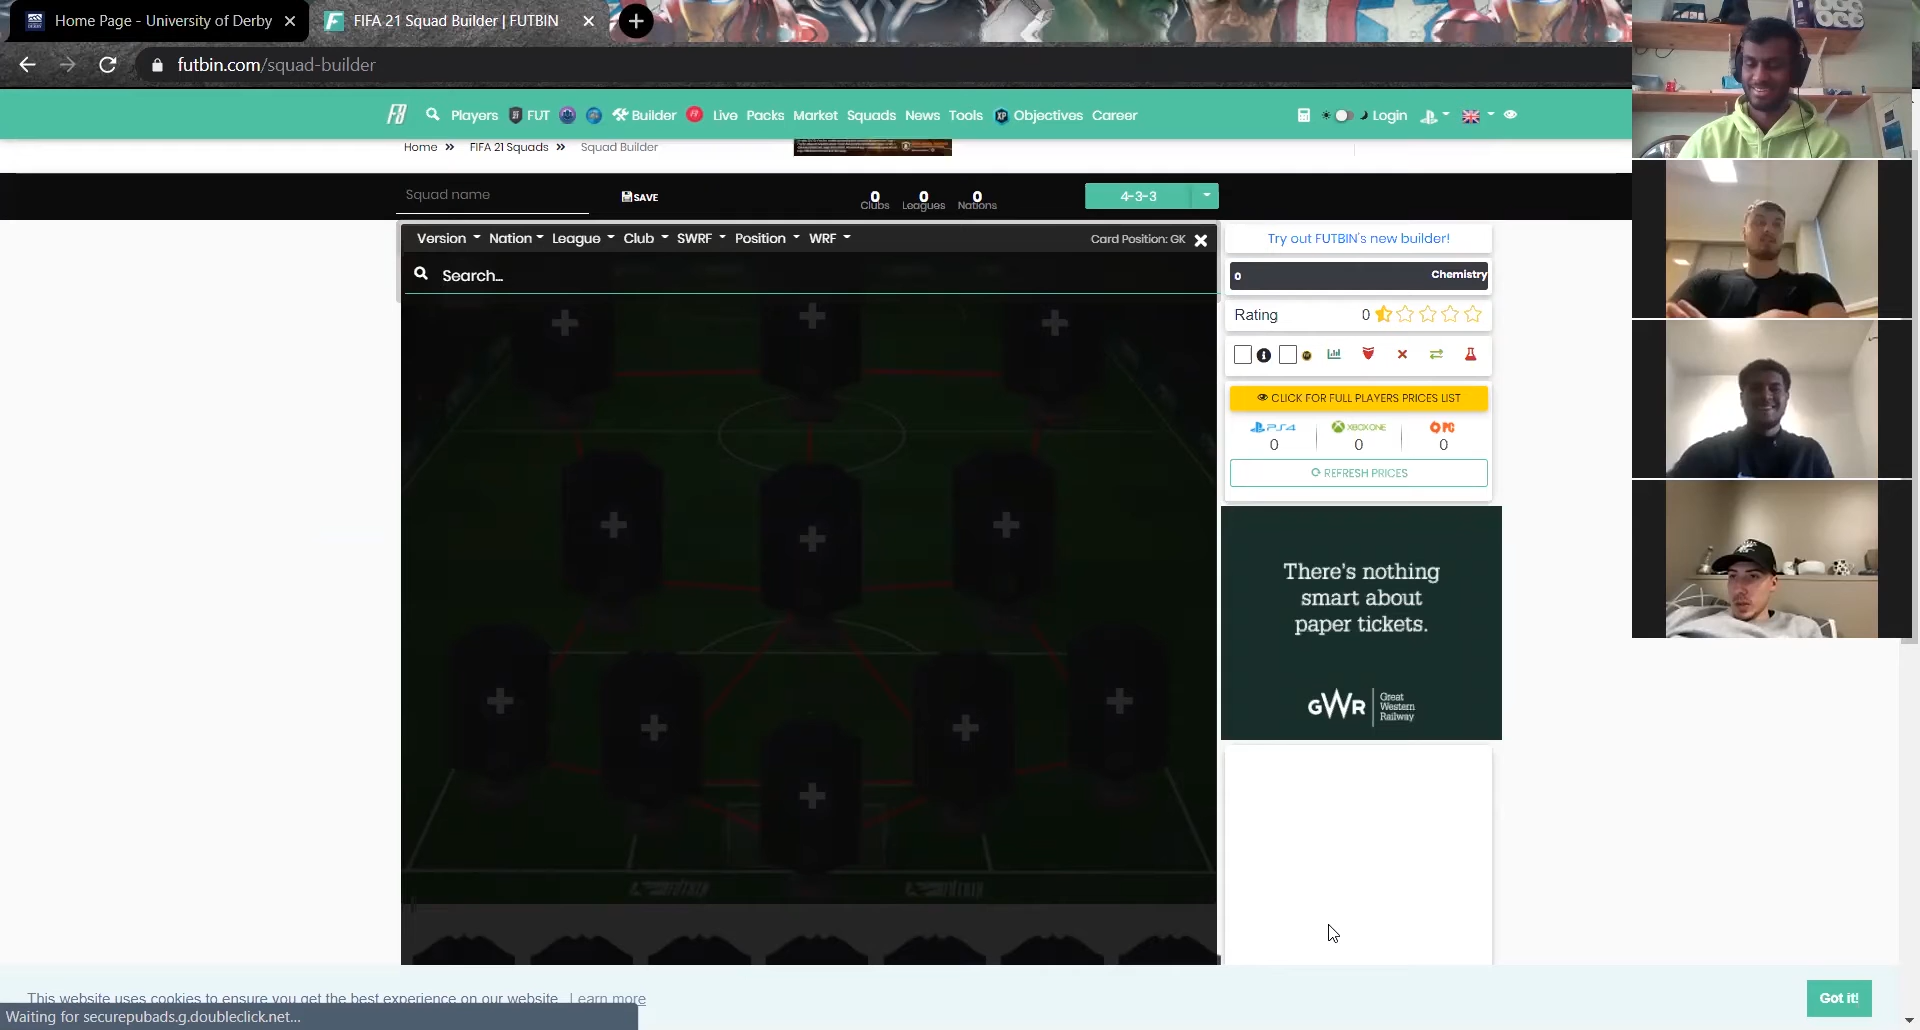 Home Page - University of Derby
FIFA 21 Squad Builder | FUTBIN
futbin.com/squad-builder
Players FUT Builder Live Packs Market Squads News Tools XP Objectives Career Login
Home » FIFA 21 Squads » Squad Builder
Squad name
SAVE
0 0 0
Clubs Leagues Nations
4-3-3
Version Nation League Club SWRF Position WRF
Card Position: GK
Search...
Try out FUTBIN's new builder!
0 Chemistry
Rating 0
CLICK FOR FULL PLAYERS PRICES LIST
PS4 XBOX ONE PC
0 0 0
REFRESH PRICES
There's nothing
smart about
paper tickets.
GWR Great
Western
Railway
This website uses cookies to ensure you get the best experience on our website. Learn more
Got it!
Waiting for securepubads.g.doubleclick.net...